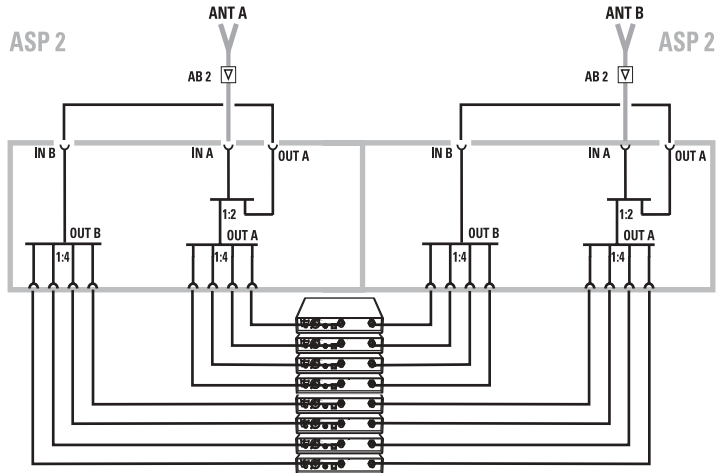 ANT A
ANT B
ASP 2
ASP 2
AB 2
AB 2
IN B
IN A
OUT A
IN B
IN A
OUT A
1:2
1:2
OUT B
OUT A
OUT B
OUT A
1:4
1:4
1:4
1:4